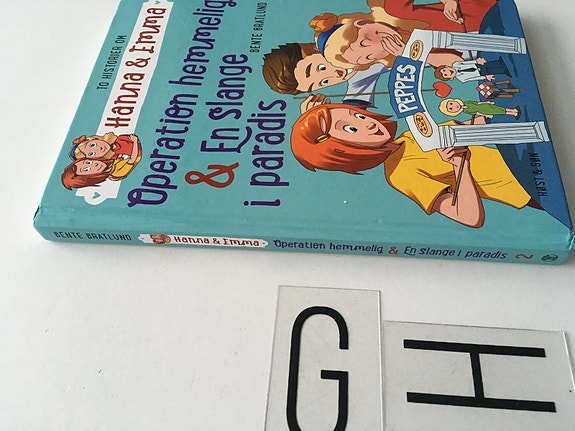 TO HISTORIER OM
Hanna & Emma
Operation hemmelig
& En slange
i paradis
BENTE BRATLUND
PEPPES
HØST & SØN
BENTE BRATLUND Hanna & Emma Operation hemmelig & En slange i paradis 2
G H